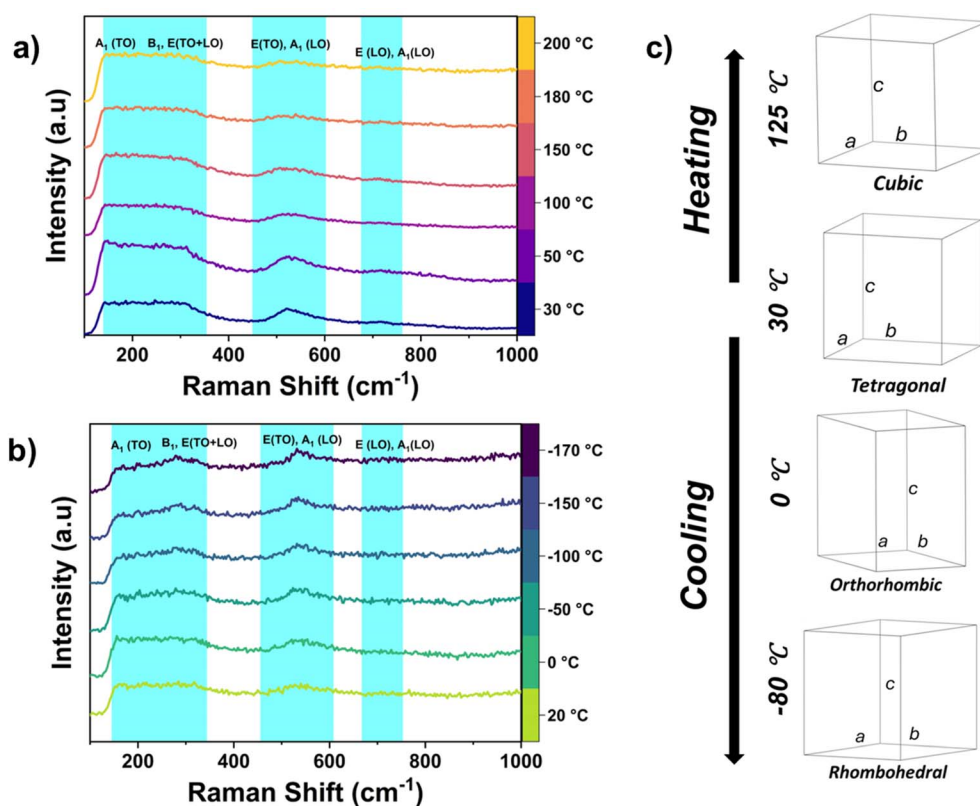 a)
A1 (TO) B1, E(TO+LO) E(TO), A1 (LO) E (LO), A1(LO)
200 °C
180 °C
150 °C
100 °C
50 °C
30 °C
Intensity (a.u)
200 400 600 800 1000
Raman Shift (cm-1)
b)
A1 (TO) B1, E(TO+LO) E(TO), A1 (LO) E (LO), A1(LO)
-170 °C
-150 °C
-100 °C
-50 °C
0 °C
20 °C
Intensity (a.u)
200 400 600 800 1000
Raman Shift (cm-1)
c)
Heating
Cooling
125 °C
c
a b
Cubic
30 °C
c
a b
Tetragonal
0 °C
c
a b
Orthorhombic
-80 °C
c
a b
Rhombohedral